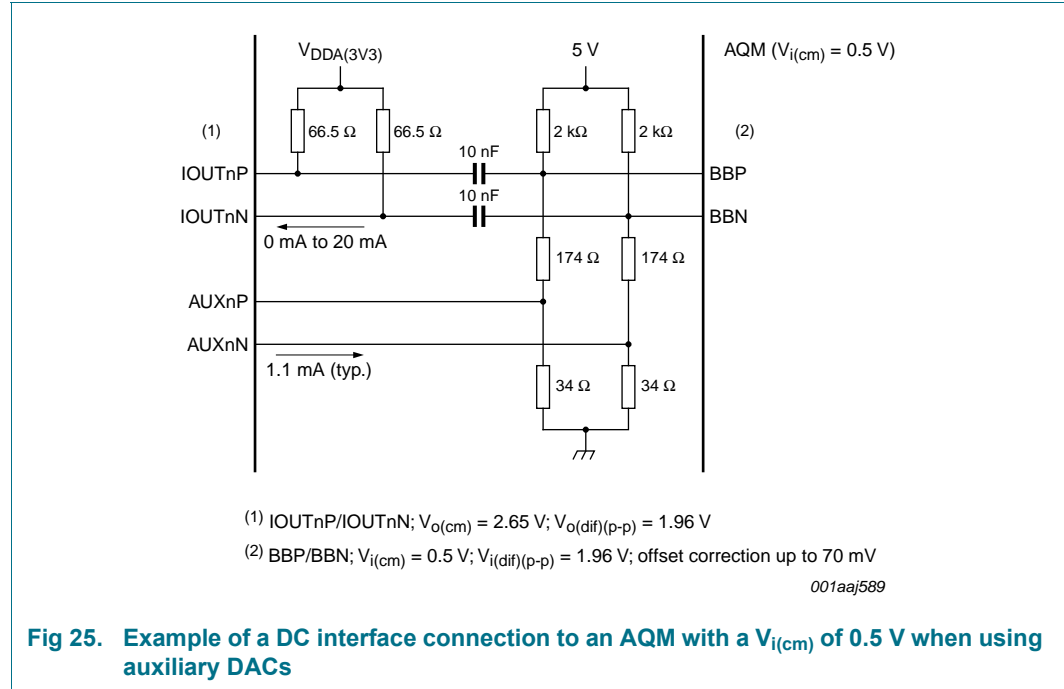 V_DDA(3V3)
5 V
AQM (V_i(cm) = 0.5 V)
(1)
66.5 Ω
66.5 Ω
2 kΩ
2 kΩ
(2)
10 nF
IOUTnP
BBP
10 nF
IOUTnN
BBN
0 mA to 20 mA
174 Ω
174 Ω
AUXnP
AUXnN
1.1 mA (typ.)
34 Ω
34 Ω
(1) IOUTnP/IOUTnN; V_o(cm) = 2.65 V; V_o(dif)(p-p) = 1.96 V
(2) BBP/BBN; V_i(cm) = 0.5 V; V_i(dif)(p-p) = 1.96 V; offset correction up to 70 mV
001aaj589
Fig 25. Example of a DC interface connection to an AQM with a V_i(cm) of 0.5 V when using
auxiliary DACs